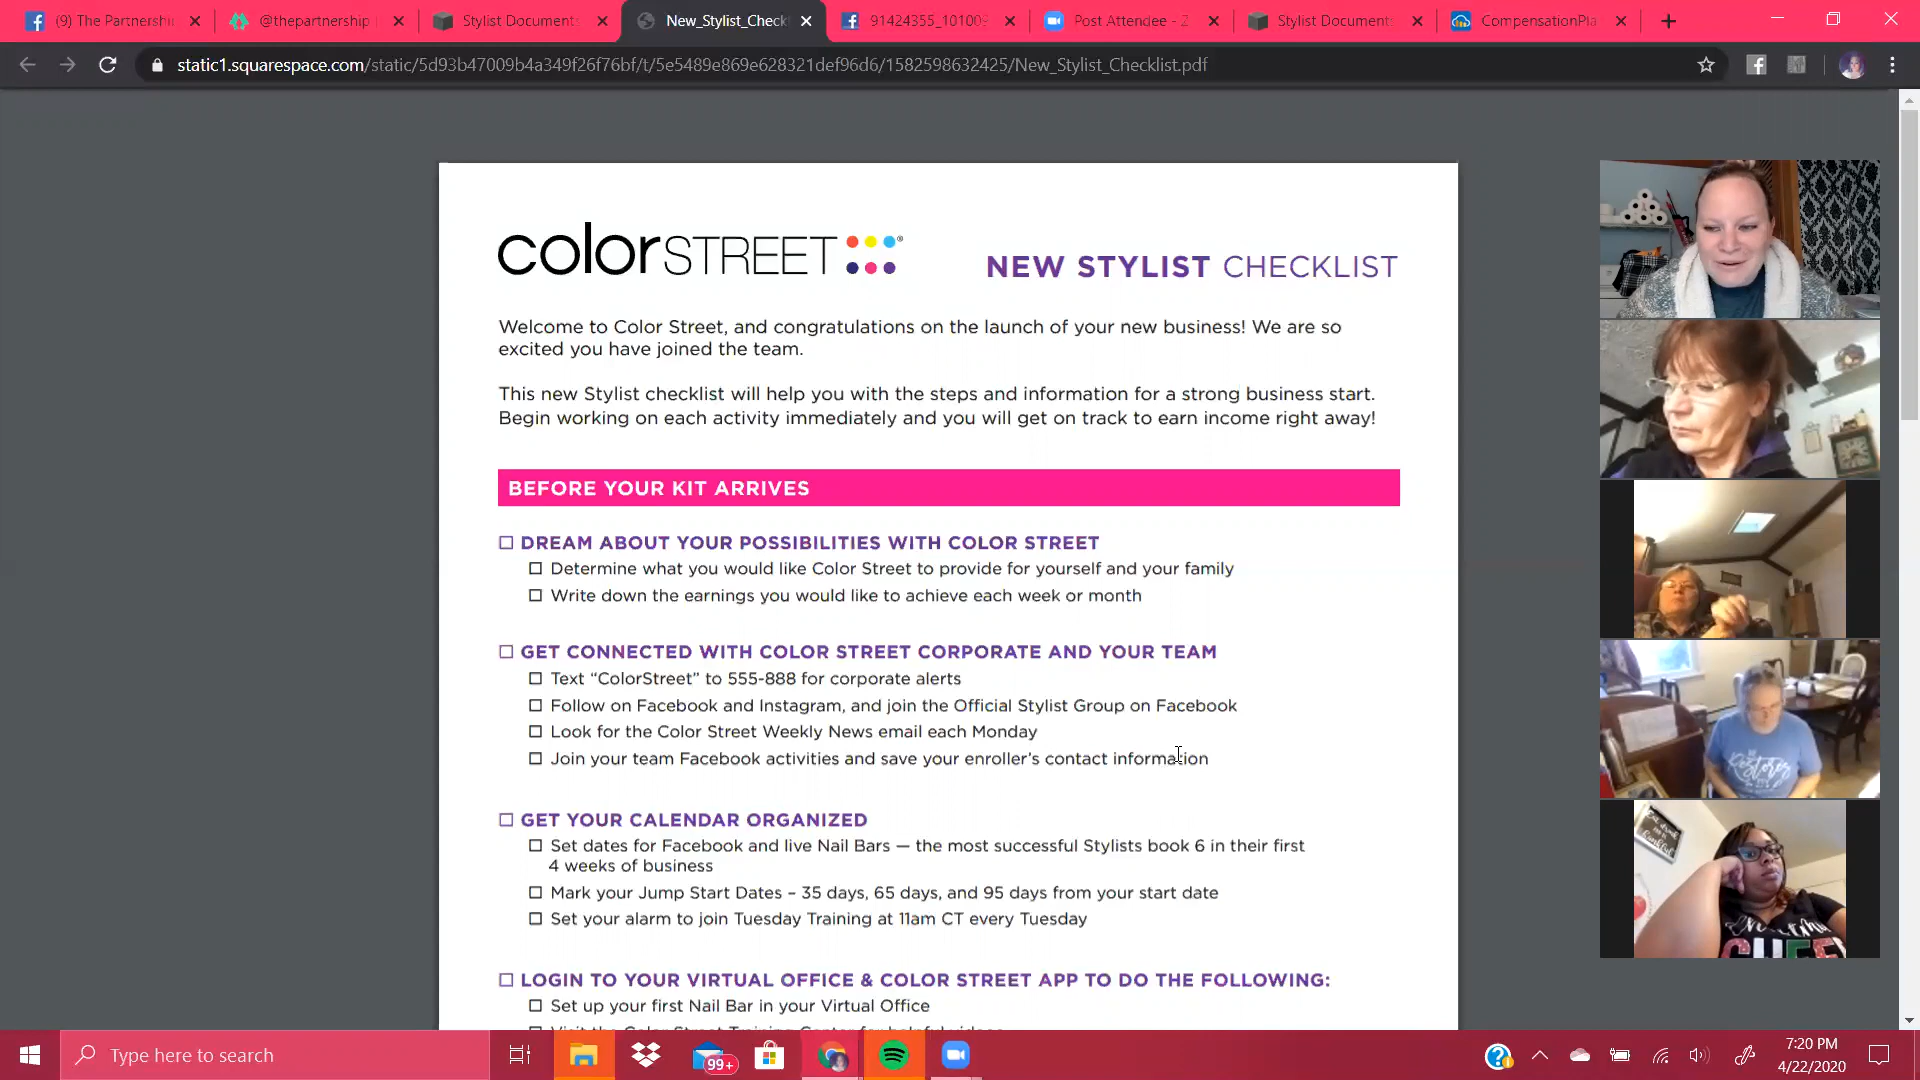 (9) The Partnershi
@thepartnership
Stylist Documents
New_Stylist_Check
91424355_10100
Post Attendee - Z
Stylist Documents
CompensationPla
static1.squarespace.com/static/5d93b47009b4a349f26f76bf/t/5e5489e869e628321def96d6/1582598632425/New_Stylist_Checklist.pdf
colorSTREET®
NEW STYLIST CHECKLIST
Welcome to Color Street, and congratulations on the launch of your new business! We are so
excited you have joined the team.
This new Stylist checklist will help you with the steps and information for a strong business start.
Begin working on each activity immediately and you will get on track to earn income right away!
BEFORE YOUR KIT ARRIVES
DREAM ABOUT YOUR POSSIBILITIES WITH COLOR STREET
Determine what you would like Color Street to provide for yourself and your family
Write down the earnings you would like to achieve each week or month
GET CONNECTED WITH COLOR STREET CORPORATE AND YOUR TEAM
Text “ColorStreet” to 555-888 for corporate alerts
Follow on Facebook and Instagram, and join the Official Stylist Group on Facebook
Look for the Color Street Weekly News email each Monday
Join your team Facebook activities and save your enroller’s contact information
GET YOUR CALENDAR ORGANIZED
Set dates for Facebook and live Nail Bars — the most successful Stylists book 6 in their first
4 weeks of business
Mark your Jump Start Dates – 35 days, 65 days, and 95 days from your start date
Set your alarm to join Tuesday Training at 11am CT every Tuesday
LOGIN TO YOUR VIRTUAL OFFICE & COLOR STREET APP TO DO THE FOLLOWING:
Set up your first Nail Bar in your Virtual Office
Visit the Color Street Training Center for helpful videos
Type here to search
99+
7:20 PM
4/22/2020